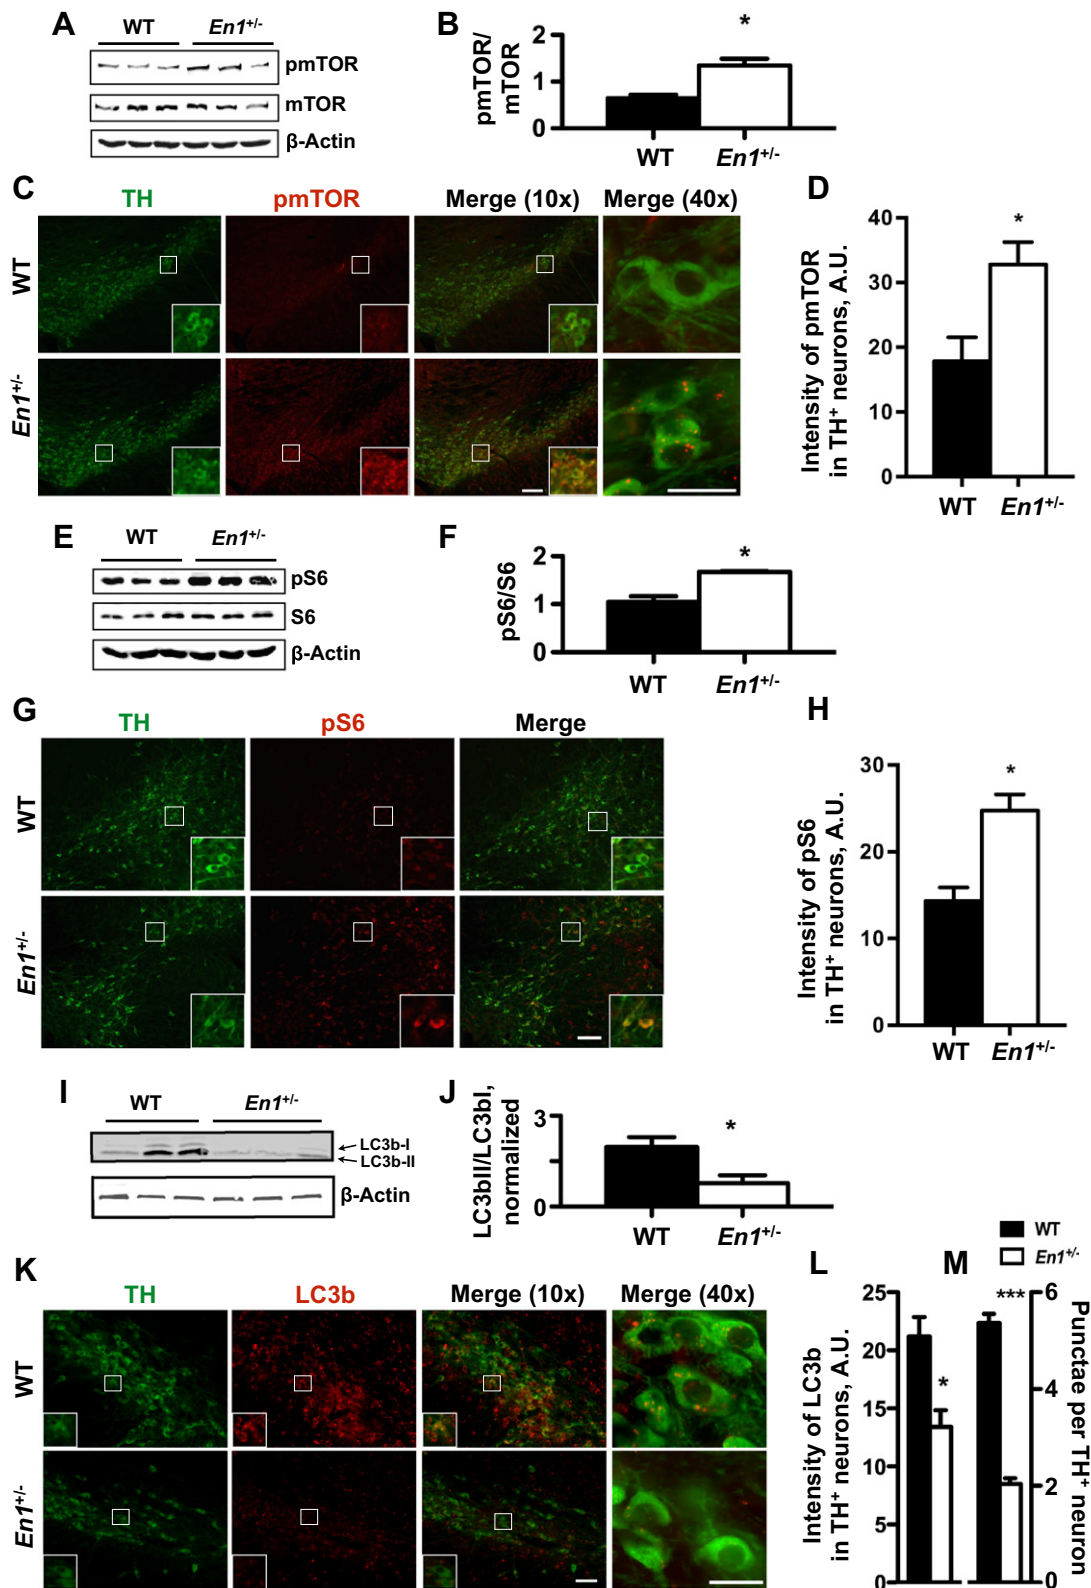 A
WT En1+/-
pmTOR
mTOR
β-Actin
B
pmTOR/
mTOR
2
1
0
*
WT En1+/-
C
TH pmTOR Merge (10x) Merge (40x)
WT
En1+/-
D
Intensity of pmTOR
in TH+ neurons, A.U.
40
30
20
10
0
*
WT En1+/-
E
WT En1+/-
pS6
S6
β-Actin
F
pS6/S6
2
1
0
*
WT En1+/-
G
TH pS6 Merge
WT
En1+/-
H
Intensity of pS6
in TH+ neurons, A.U.
30
20
10
0
*
WT En1+/-
I
WT En1+/-
LC3b-I
LC3b-II
β-Actin
J
LC3bII/LC3bI,
normalized
3
0
*
WT En1+/-
WT
En1+/-
K
TH LC3b Merge (10x) Merge (40x)
WT
En1+/-
L
Intensity of LC3b
in TH+ neurons, A.U.
25
20
15
10
5
0
*
M
***
6
4
2
0
Punctae per TH+ neuron